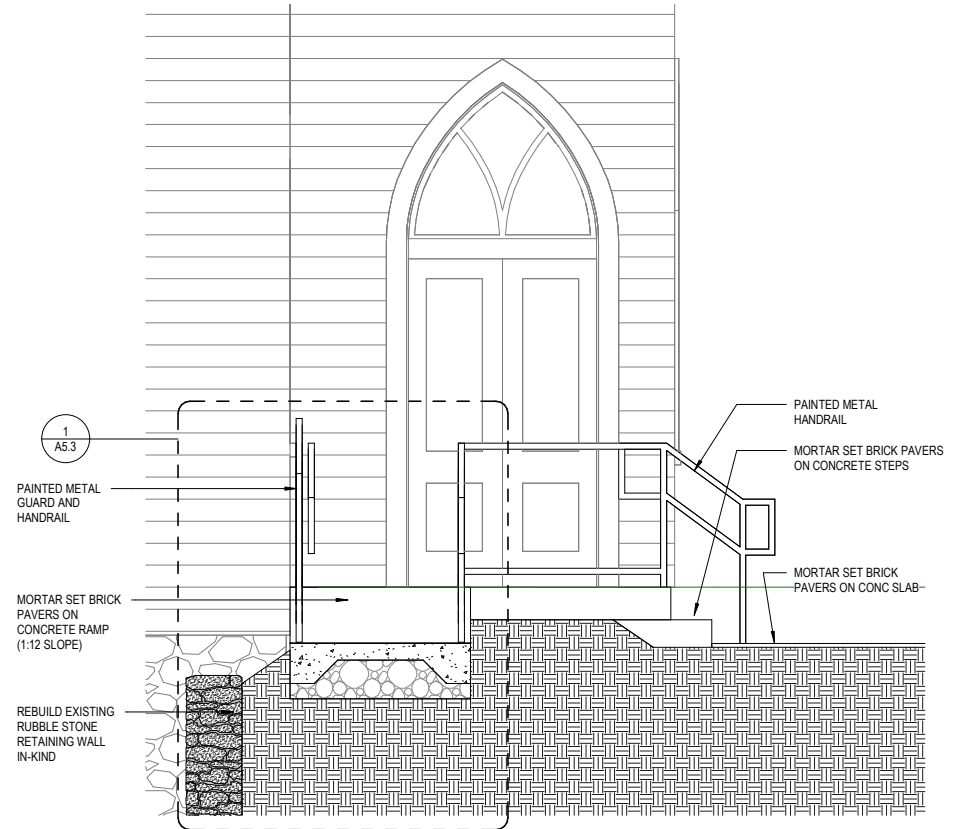 1
A5.3
PAINTED METAL
GUARD AND
HANDRAIL
MORTAR SET BRICK
PAVERS ON
CONCRETE RAMP
(1:12 SLOPE)
REBUILD EXISTING
RUBBLE STONE
RETAINING WALL
IN-KIND
PAINTED METAL
HANDRAIL
MORTAR SET BRICK PAVERS
ON CONCRETE STEPS
MORTAR SET BRICK
PAVERS ON CONC SLAB